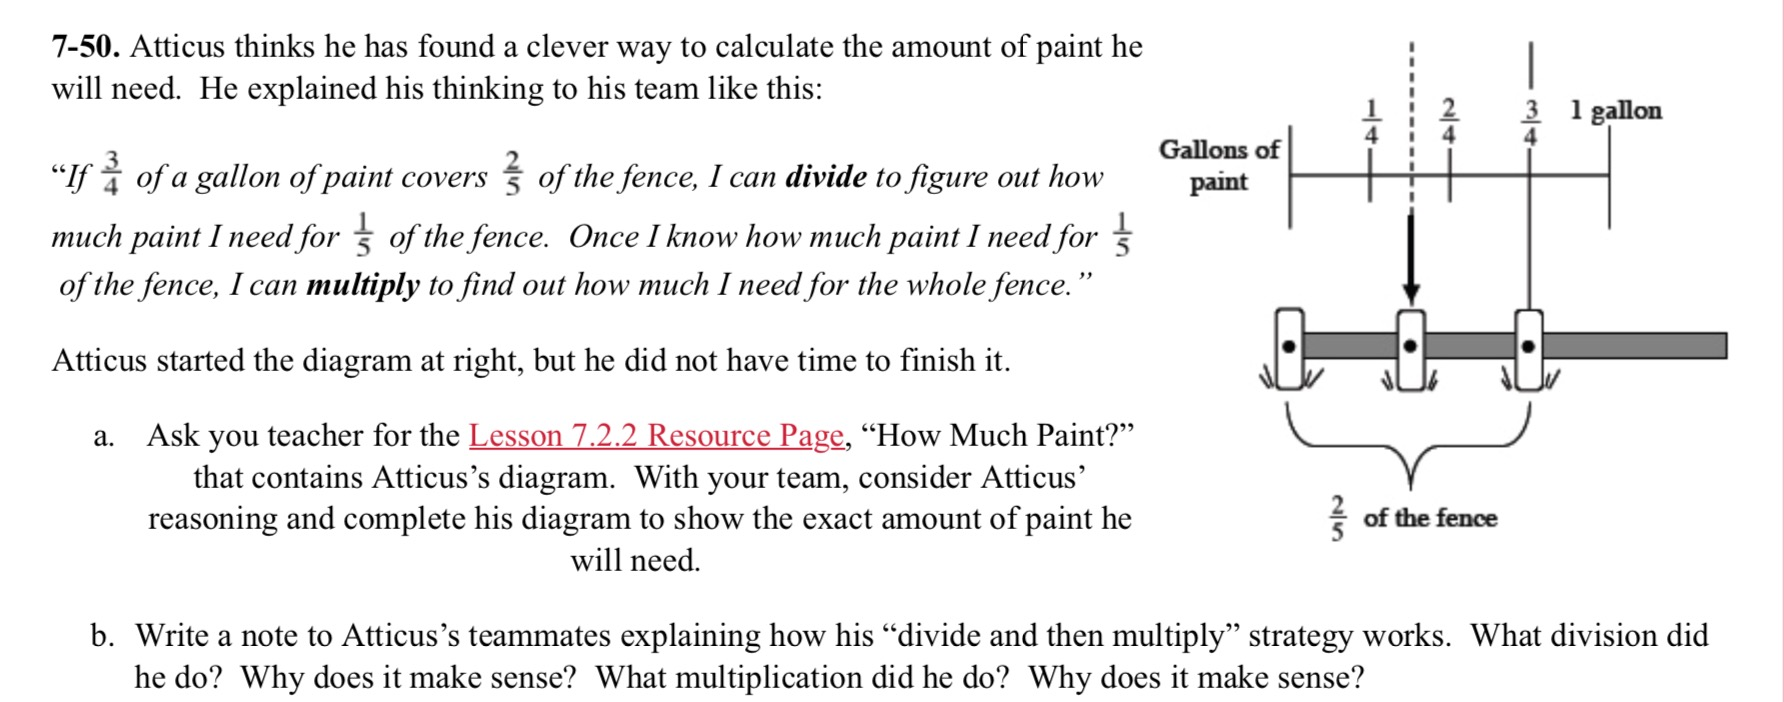 7-50. Atticus thinks he has found a clever way to calculate the amount of paint he
will need. He explained his thinking to his team like this:
“If 3/4 of a gallon of paint covers 2/5 of the fence, I can divide to figure out how
much paint I need for 1/5 of the fence. Once I know how much paint I need for 1/5
of the fence, I can multiply to find out how much I need for the whole fence.”
Atticus started the diagram at right, but he did not have time to finish it.
a. Ask you teacher for the Lesson 7.2.2 Resource Page, “How Much Paint?”
that contains Atticus’s diagram. With your team, consider Atticus’
reasoning and complete his diagram to show the exact amount of paint he
will need.
1/4 2/4 3/4 1 gallon
Gallons of
paint
2/5 of the fence
b. Write a note to Atticus’s teammates explaining how his “divide and then multiply” strategy works. What division did
he do? Why does it make sense? What multiplication did he do? Why does it make sense?